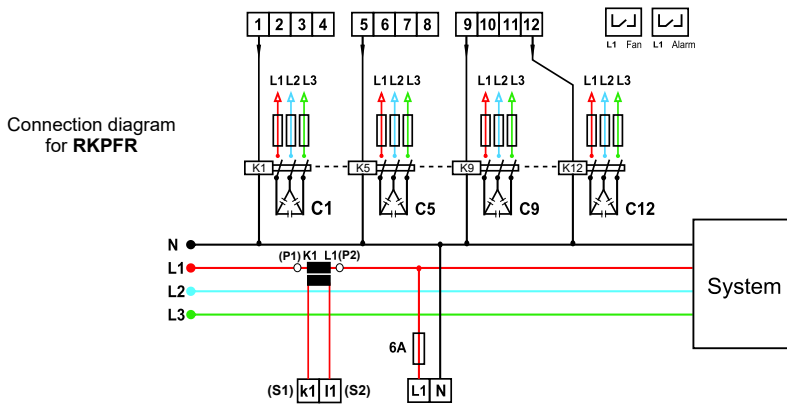 1 2 3 4
5 6 7 8
9 10 11 12
L1 Fan
L1 Alarm
L1 L2 L3
L1 L2 L3
L1 L2 L3
L1 L2 L3
Connection diagram
for RKPFR
K1
K5
K9
K12
C1
C5
C9
C12
N
(P1) K1 L1 (P2)
L1
L2
L3
System
6A
(S1) k1 l1 (S2)
L1 N